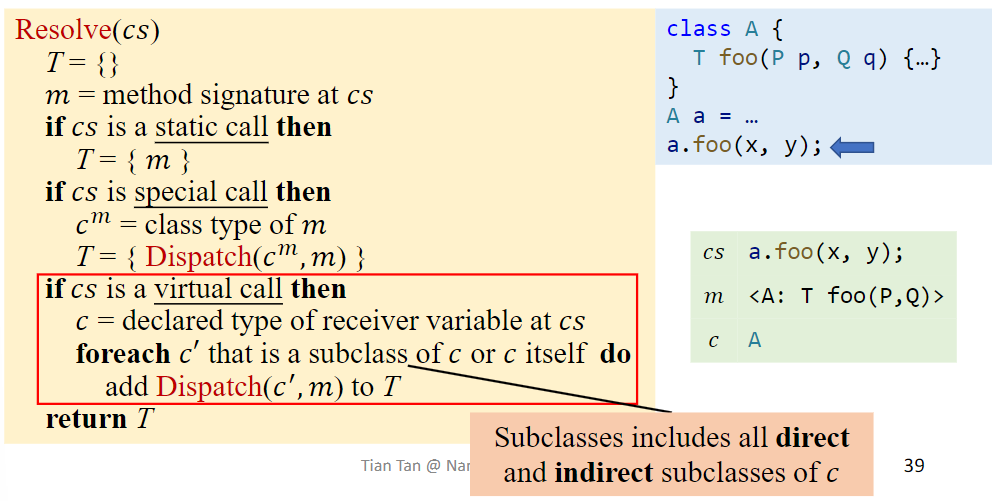 Resolve(cs)
T = {}
m = method signature at cs
if cs is a static call then
T = { m }
if cs is special call then
cᵐ = class type of m
T = { Dispatch(cᵐ, m) }
if cs is a virtual call then
c = declared type of receiver variable at cs
foreach c′ that is a subclass of c or c itself do
add Dispatch(c′, m) to T
return T
class A {
T foo(P p, Q q) {…}
}
A a = …
a.foo(x, y);
cs a.foo(x, y);
m <A: T foo(P,Q)>
c A
Subclasses includes all direct
and indirect subclasses of c
Tian Tan @
39